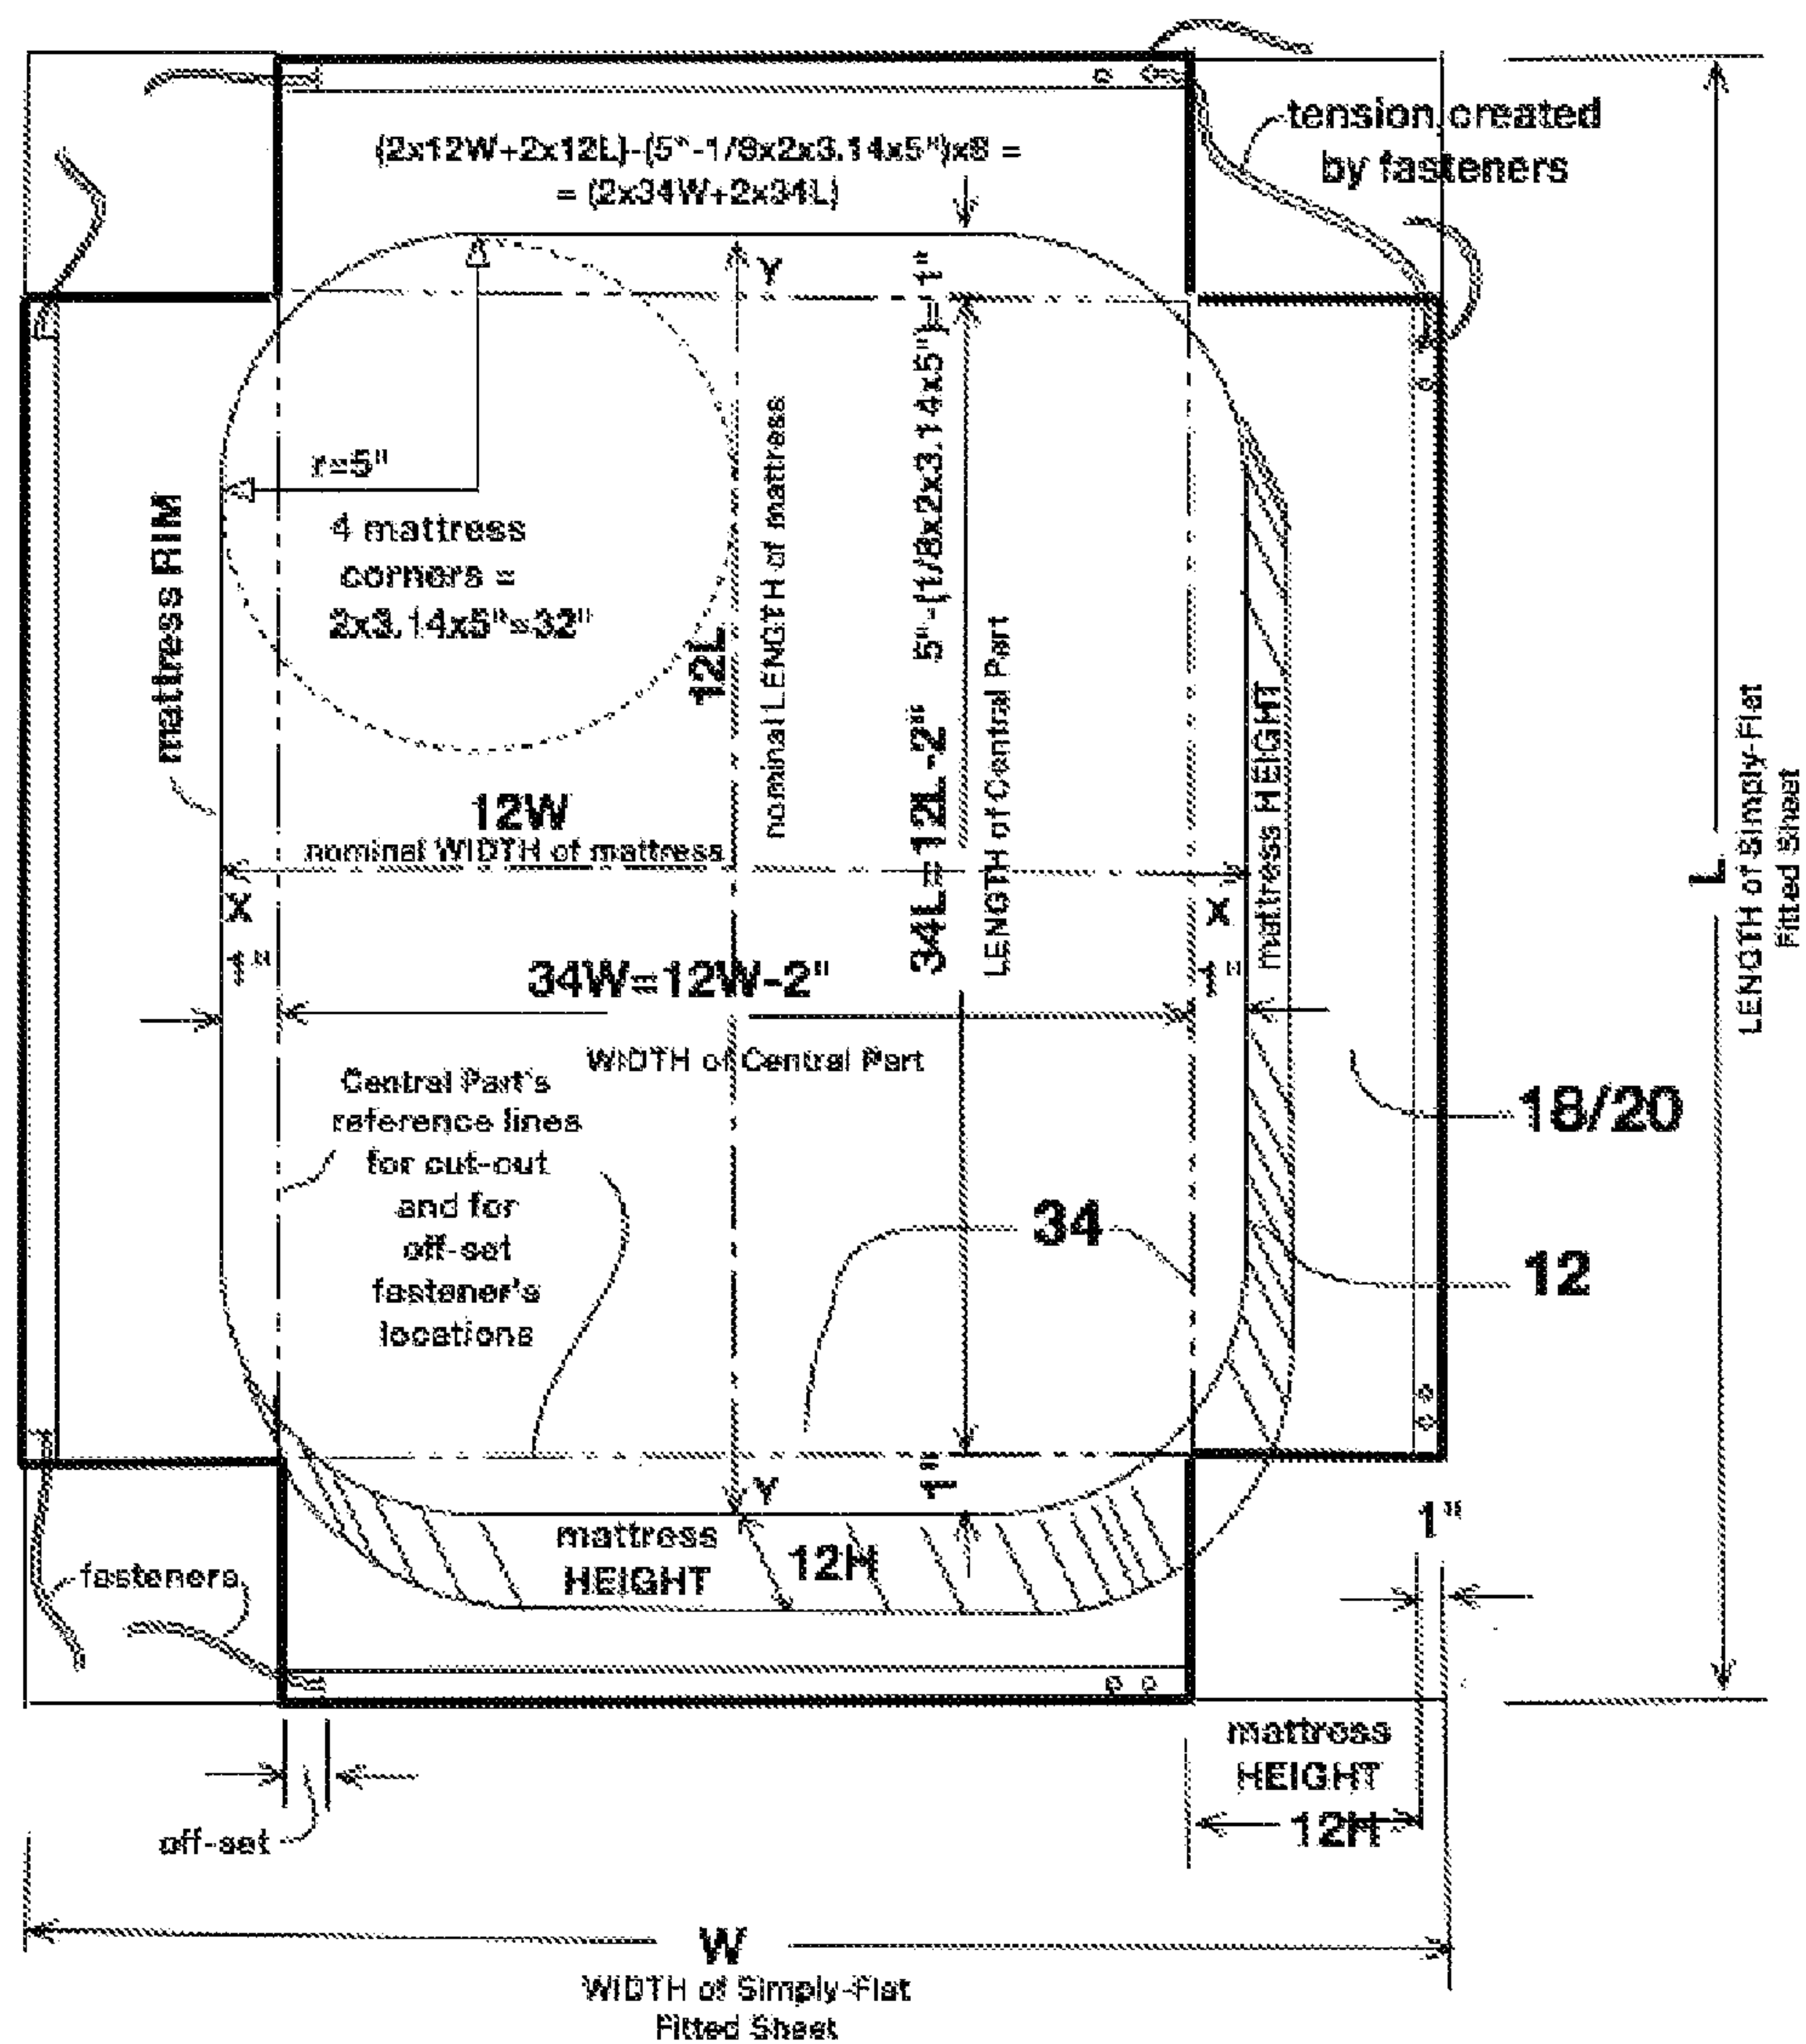 tension created
by fasteners
(2x12W+2x12L)-(5"-1/8x2x3.14x5")x8 =
= (2x34W+2x34L)
Y
5"-(1/8x2x3.14x5")=1"
r=5"
4 mattress
corners =
2x3.14x5"=32"
mattress RIM
12L
nominal LENGTH of mattress
34L=12L-2"
LENGTH of Central Part
mattress HEIGHT
L
LENGTH of Simply-Flat
Fitted Sheet
12W
nominal WIDTH of mattress
X
X
1"
1"
34W=12W-2"
WIDTH of Central Part
Central Part's
reference lines
for cut-out
and for
off-set
fastener's
locations
18/20
34
12
Y
1"
mattress
HEIGHT
12H
1"
fasteners
mattress
HEIGHT
12H
off-set
W
WIDTH of Simply-Flat
Fitted Sheet